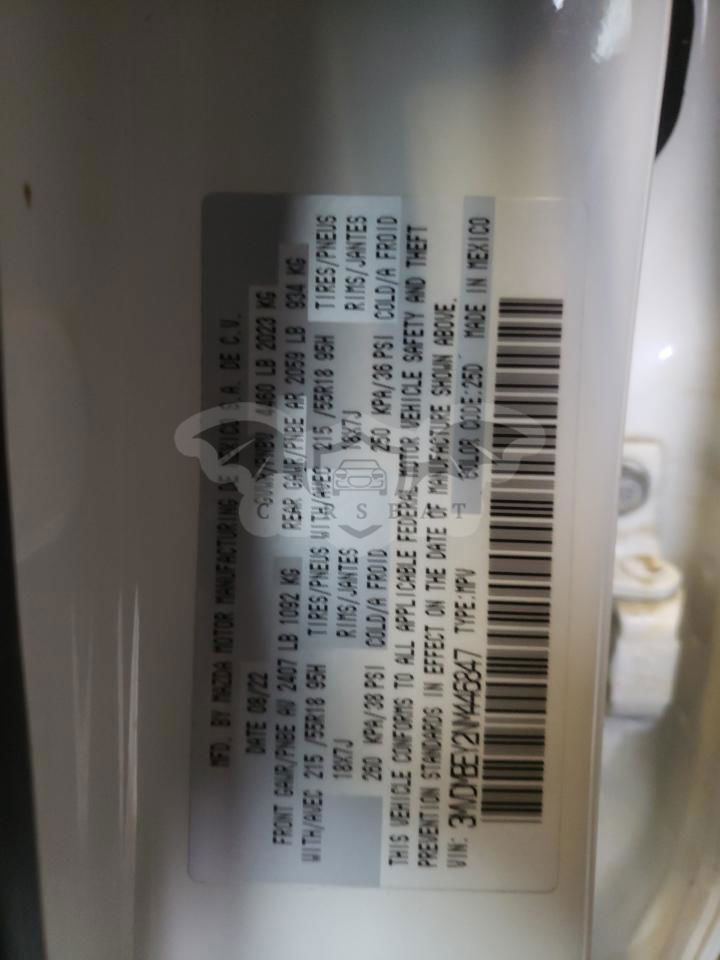 MFD. BY MAZDA MOTOR MANUFACTURING DE MEXICO S.A. DE C.V.
DATE 08/22 GVWR/PNBV 4460 LB 2023 KG
FRONT GAWR/PNBE AV 2407 LB 1092 KG REAR GAWR/PNBE AR 2059 LB 934 KG
WITH/AVEC 215 /55R18 95H TIRES/PNEUS WITH/AVEC 215 /55R18 95H TIRES/PNEUS
18X7J RIMS/JANTES 18X7J RIMS/JANTES
260 KPA/38 PSI COLD/A FROID 250 KPA/36 PSI COLD/A FROID
THIS VEHICLE CONFORMS TO ALL APPLICABLE FEDERAL MOTOR VEHICLE SAFETY AND THEFT
PREVENTION STANDARDS IN EFFECT ON THE DATE OF MANUFACTURE SHOWN ABOVE.
VIN: TYPE:MPV COLOR CODE:25D MADE IN MEXICO